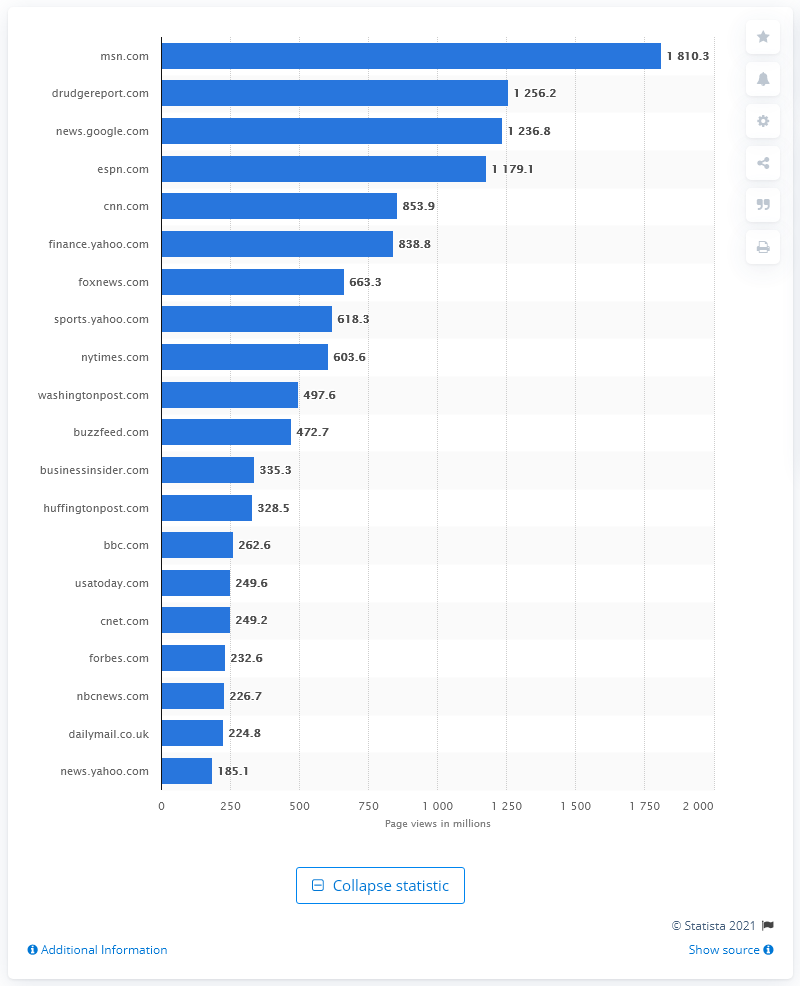 msn.com 1 810.3
drudgereport.com 1 256.2
news.google.com 1 236.8
espn.com 1 179.1
cnn.com 853.9
finance.yahoo.com 838.8
foxnews.com 663.3
sports.yahoo.com 618.3
nytimes.com 603.6
washingtonpost.com 497.6
buzzfeed.com 472.7
businessinsider.com 335.3
huffingtonpost.com 328.5
bbc.com 262.6
usatoday.com 249.6
cnet.com 249.2
forbes.com 232.6
nbcnews.com 226.7
dailymail.co.uk 224.8
news.yahoo.com 185.1
0 250 500 750 1 000 1 250 1 500 1 750 2 000
Page views in millions
Collapse statistic
© Statista 2021
Additional Information Show source